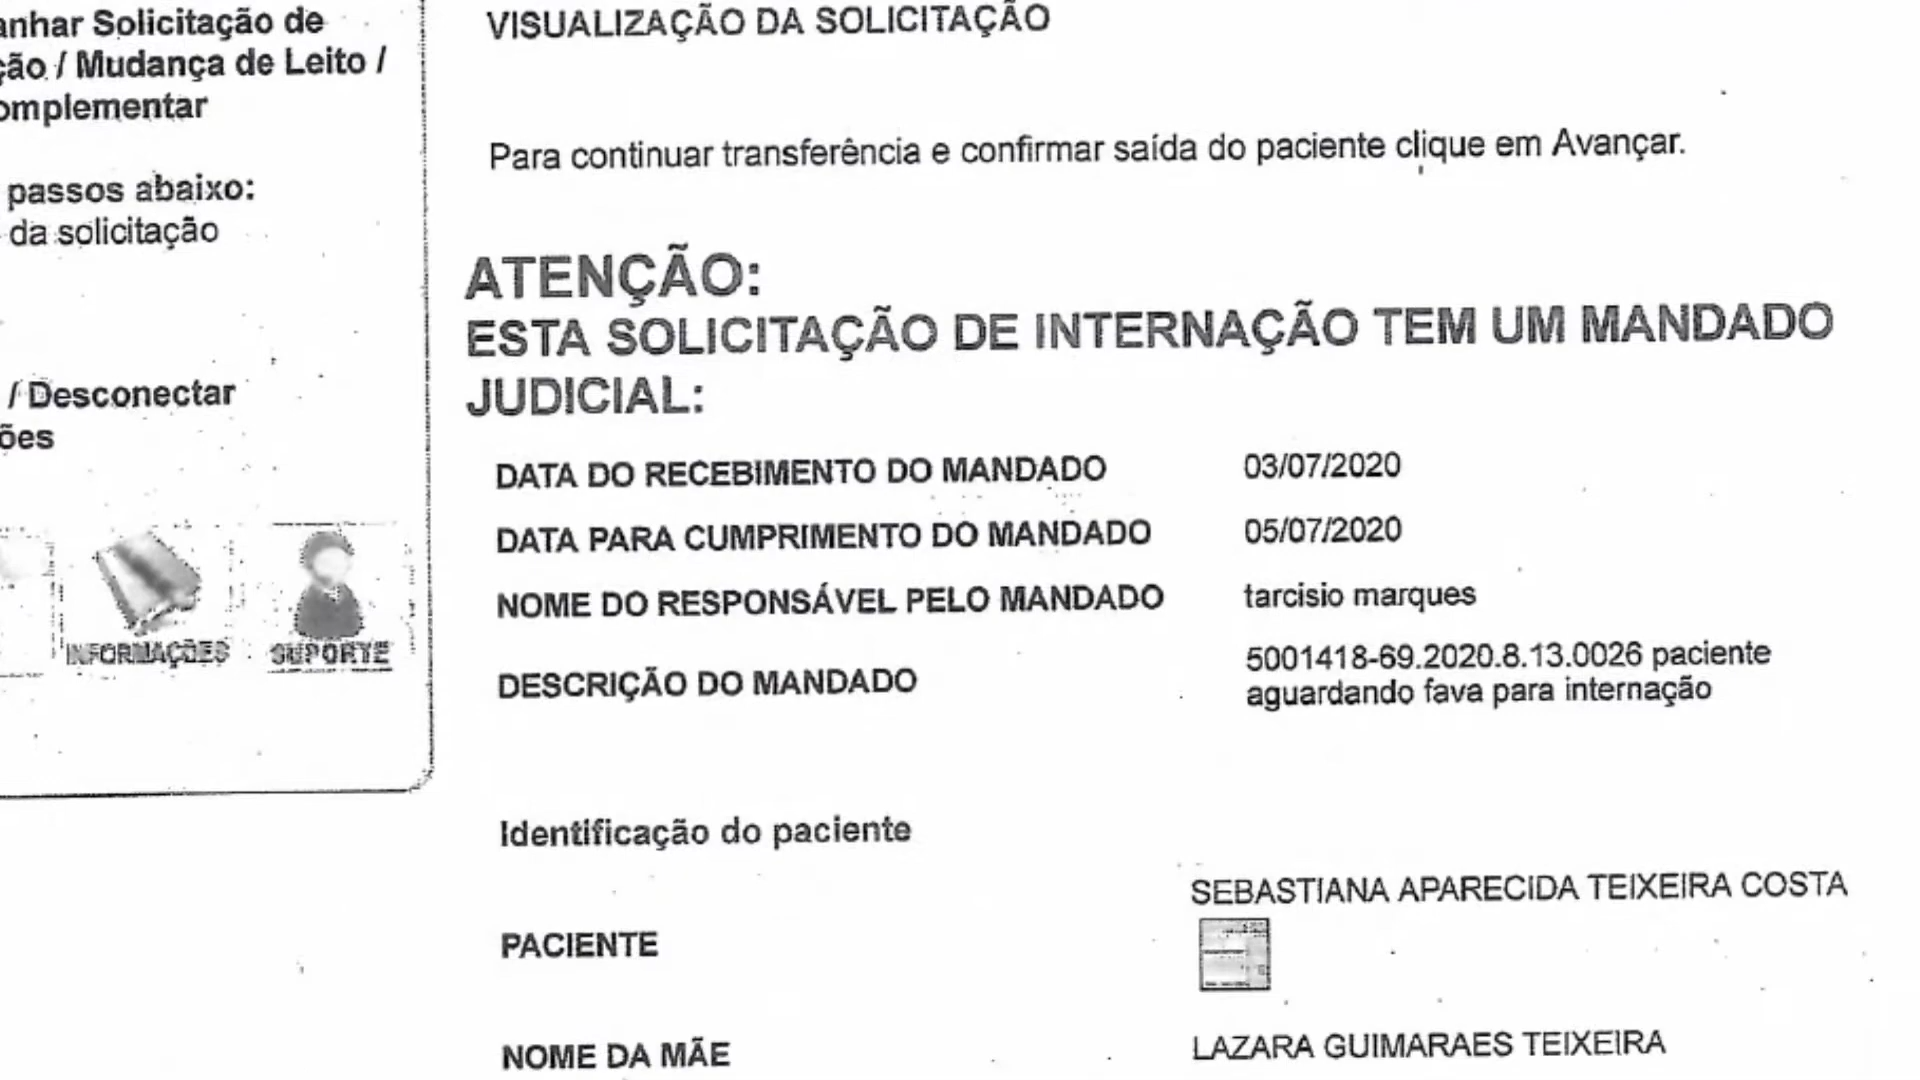 anhar Solicitação de
ção / Mudança de Leito /
omplementar
passos abaixo:
da solicitação
/ Desconectar
ões
INFORMAÇÕES
SUPORTE
VISUALIZAÇÃO DA SOLICITAÇÃO
Para continuar transferência e confirmar saída do paciente clique em Avançar.
ATENÇÃO:
ESTA SOLICITAÇÃO DE INTERNAÇÃO TEM UM MANDADO
JUDICIAL:
DATA DO RECEBIMENTO DO MANDADO 03/07/2020
DATA PARA CUMPRIMENTO DO MANDADO 05/07/2020
NOME DO RESPONSÁVEL PELO MANDADO tarcisio marques
DESCRIÇÃO DO MANDADO 5001418-69.2020.8.13.0026 paciente
aguardando fava para internação
Identificação do paciente
PACIENTE SEBASTIANA APARECIDA TEIXEIRA COSTA
NOME DA MÃE LAZARA GUIMARAES TEIXEIRA